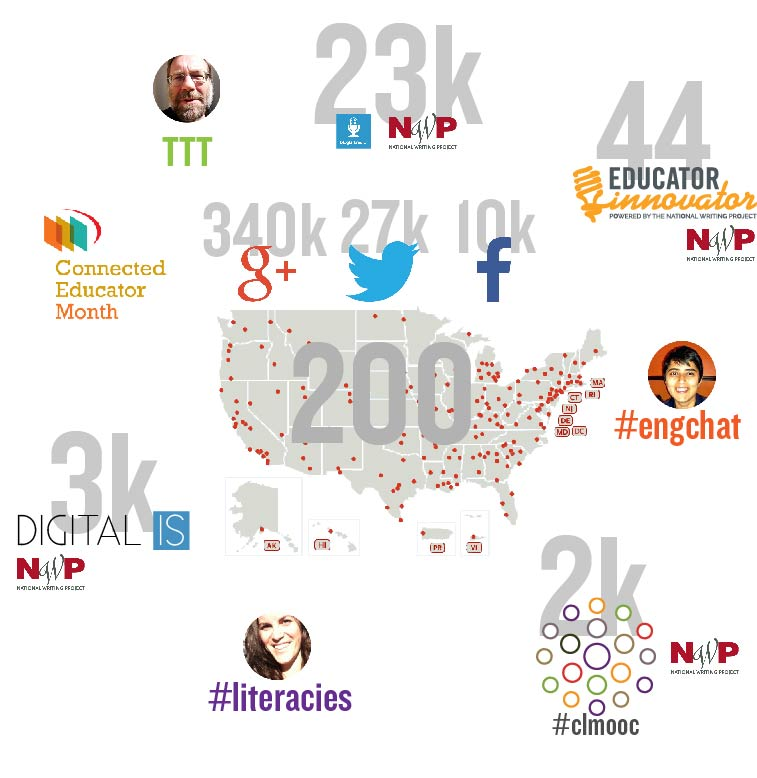 23k
NWP
NATIONAL WRITING PROJECT
TTT
44
EDUCATOR
innovator
POWERED BY THE NATIONAL WRITING PROJECT
NWP
NATIONAL WRITING PROJECT
Connected
Educator
Month
340k 27k 10k
g+
200
MA
CT RI
NJ
DE
MD DC
#engchat
3k
DIGITAL IS
NWP
NATIONAL WRITING PROJECT
AK
HI
PR
VI
2k
NWP
NATIONAL WRITING PROJECT
#literacies
#clmooc